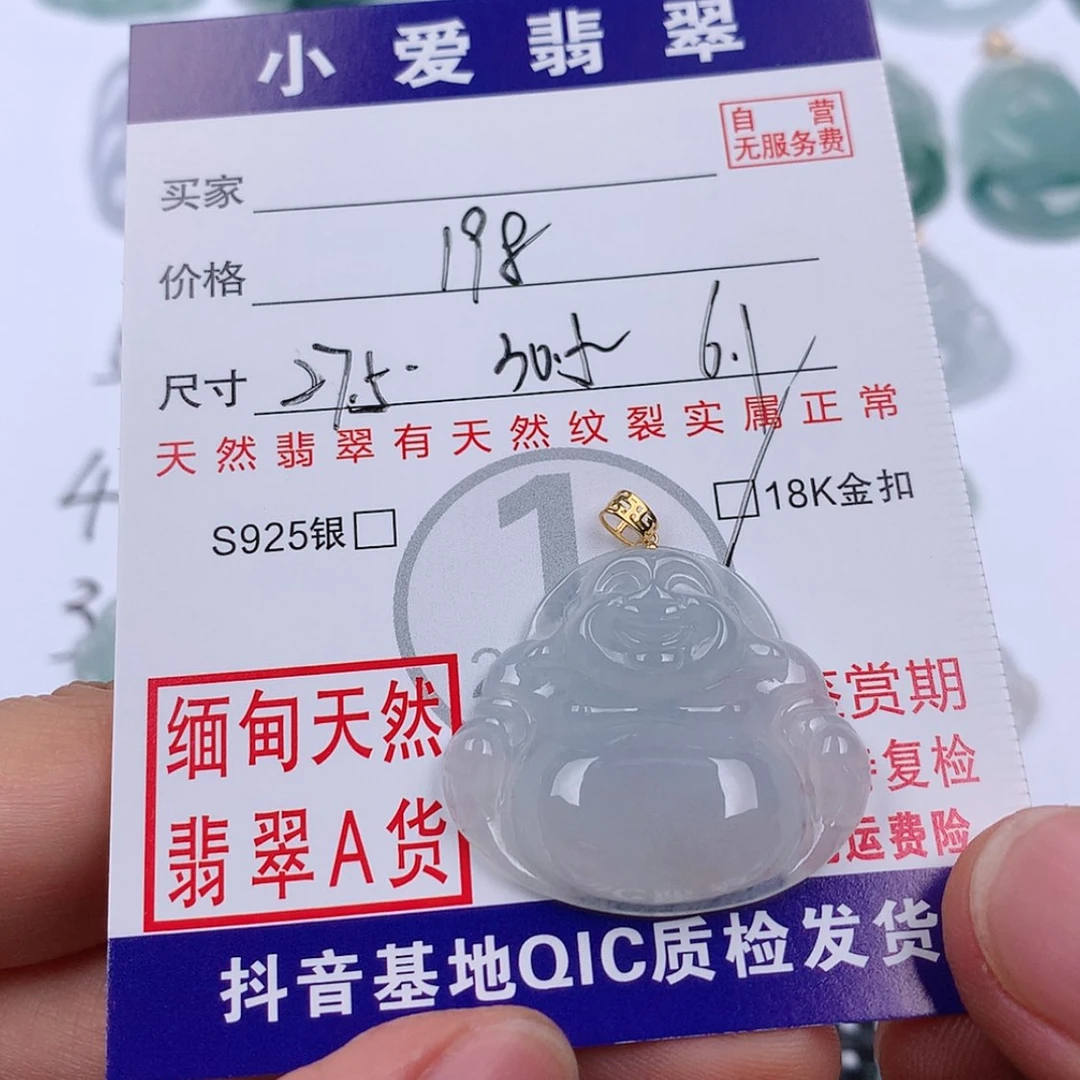 小爱翡翠
自营
无服务费
买家
价格 198
尺寸 27.5 30.5 6.1
天然翡翠有天然纹裂实属正常
S925银□ □18K金扣
1
缅甸天然
翡翠A货
赏期
复检
运费险
抖音基地QIC质检发货
4
3